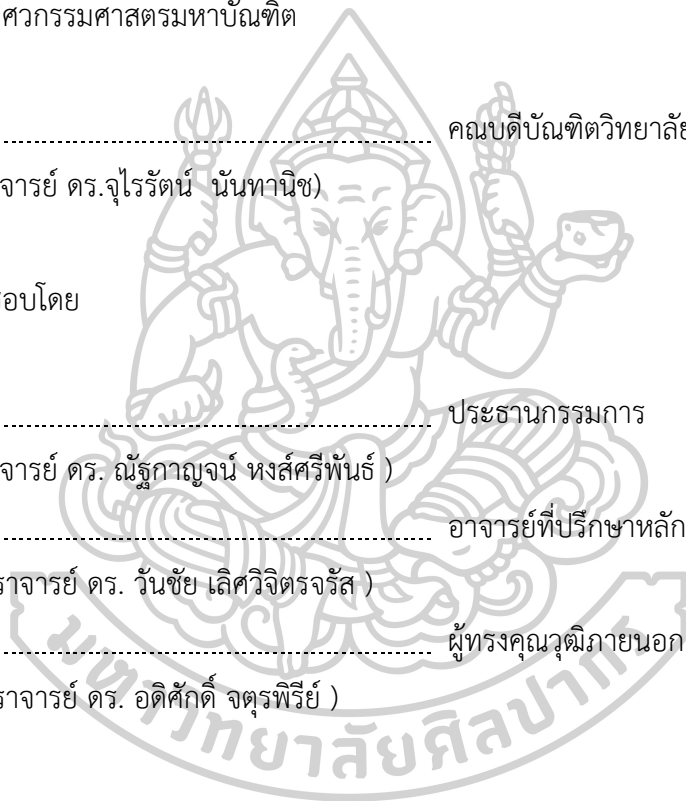 ศวกรรมศาสตรมหาบัณฑิต
คณบดีบัณฑิตวิทยาลัย
จารย์ ดร.จุไรรัตน์ นันทานิช)
อบโดย
ประธานกรรมการ
จารย์ ดร. ณัฐกาญจน์ หงส์ศรีพันธ์ )
อาจารย์ที่ปรึกษาหลัก
ราจารย์ ดร. วันชัย เลิศวิจิตรจรัส )
ผู้ทรงคุณวุฒิภายนอก
ราจารย์ ดร. อดิศักดิ์ จตุรพิรีย์ )
มหาวิทยาลัยศิลปากร